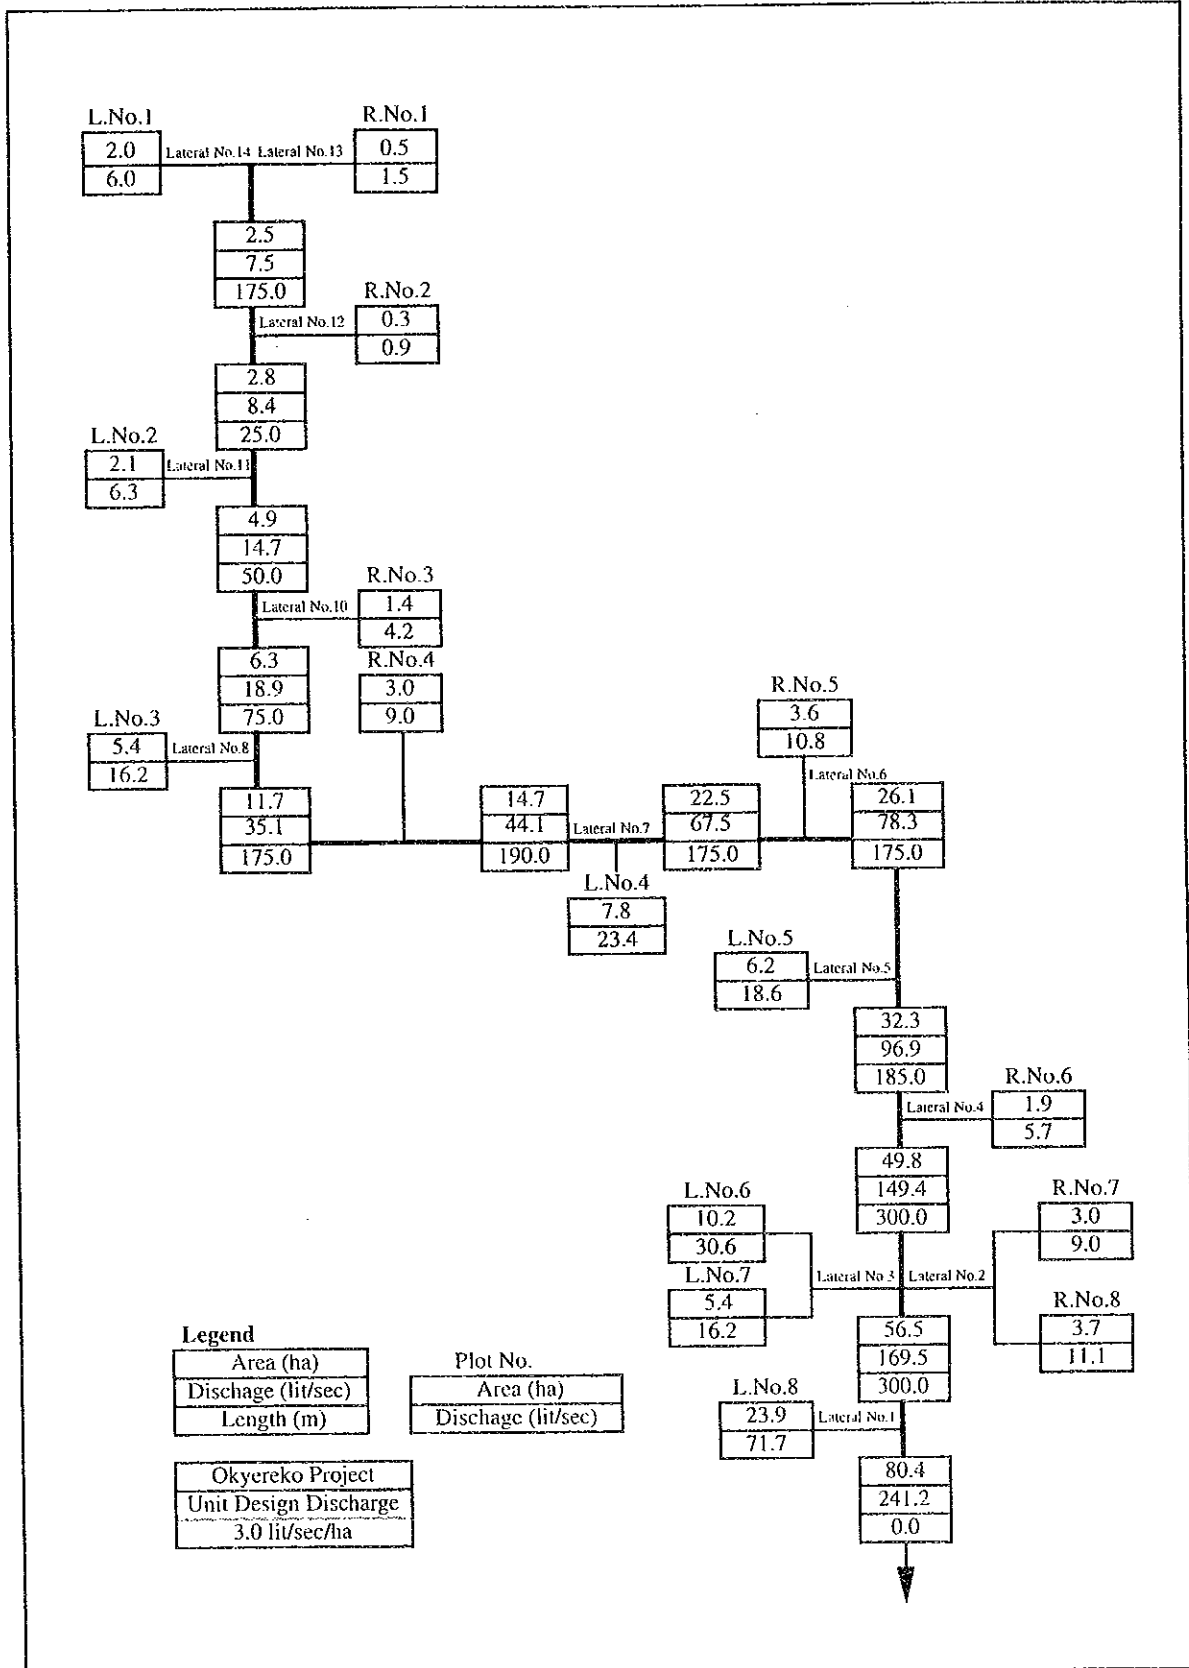 L.No.1
R.No.1
2.0
Lateral No.14
Lateral No.13
0.5
6.0
1.5
2.5
7.5
175.0
R.No.2
Lateral No.12
0.3
0.9
2.8
8.4
25.0
L.No.2
2.1
Lateral No.11
6.3
4.9
14.7
50.0
R.No.3
Lateral No.10
1.4
4.2
R.No.4
6.3
18.9
75.0
3.0
9.0
L.No.3
5.4
Lateral No.8
16.2
R.No.5
3.6
10.8
Lateral No.6
11.7
35.1
175.0
14.7
44.1
190.0
Lateral No.7
22.5
67.5
175.0
26.1
78.3
175.0
L.No.4
7.8
23.4
L.No.5
6.2
Lateral No.5
18.6
32.3
96.9
185.0
R.No.6
Lateral No.4
1.9
5.7
49.8
149.4
300.0
L.No.6
10.2
30.6
R.No.7
3.0
9.0
L.No.7
5.4
16.2
Lateral No.3
Lateral No.2
R.No.8
3.7
11.1
56.5
169.5
300.0
L.No.8
23.9
Lateral No.1
71.7
80.4
241.2
0.0
Legend
Area (ha)
Dischage (lit/sec)
Length (m)
Plot No.
Area (ha)
Dischage (lit/sec)
Okyereko Project
Unit Design Discharge
3.0 lit/sec/ha